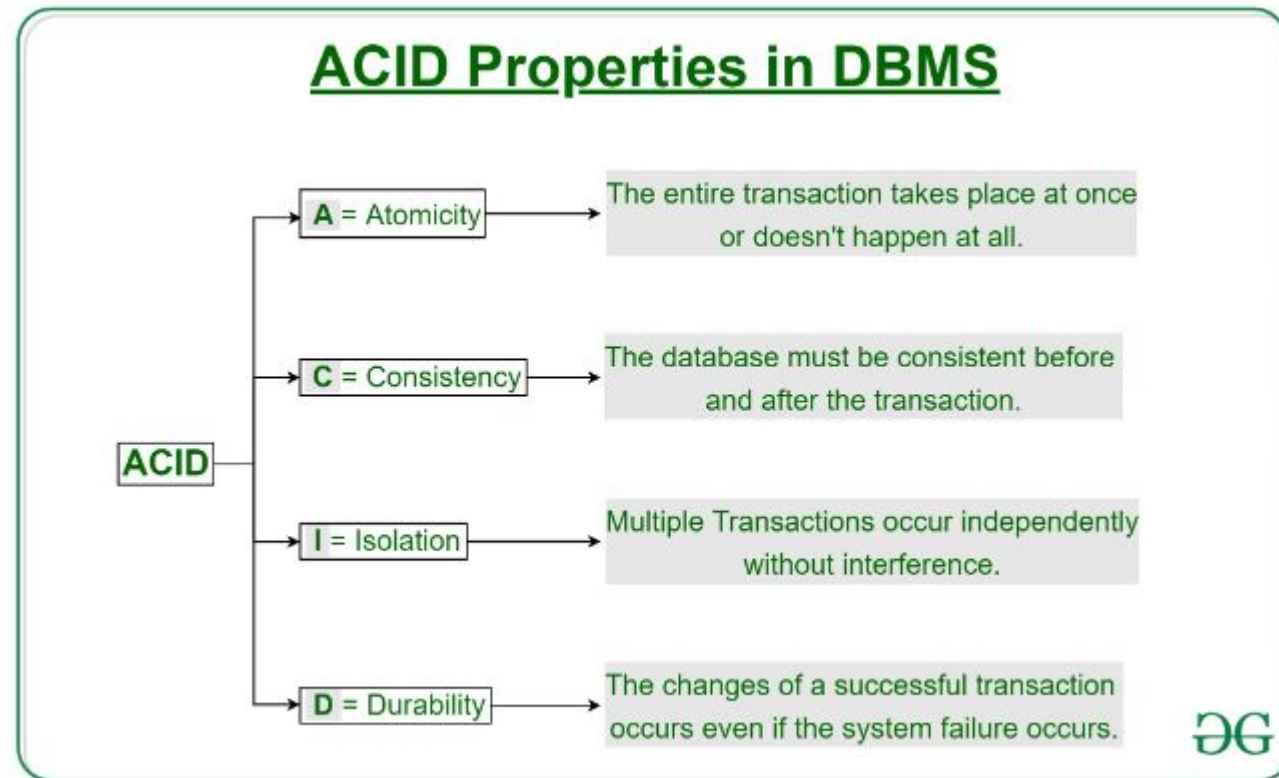 ACID Properties in DBMS
A = Atomicity
The entire transaction takes place at once
or doesn't happen at all.
C = Consistency
The database must be consistent before
and after the transaction.
ACID
I = Isolation
Multiple Transactions occur independently
without interference.
D = Durability
The changes of a successful transaction
occurs even if the system failure occurs.